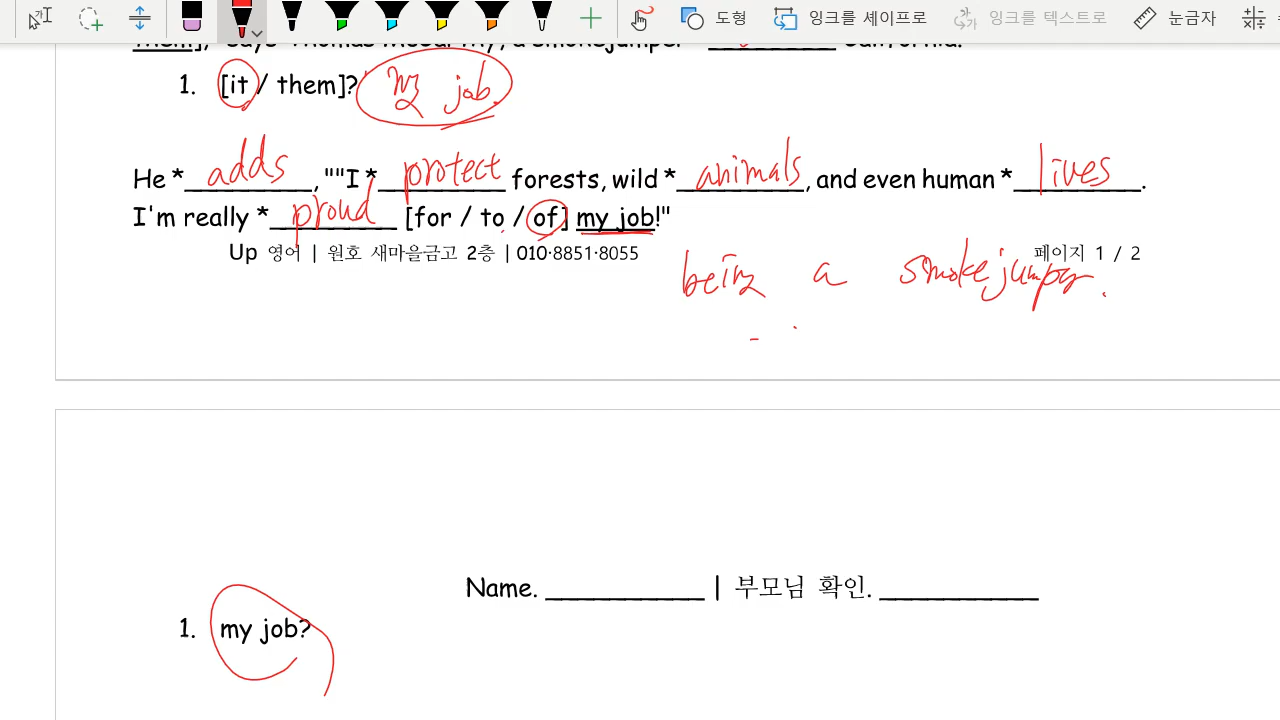 도형 잉크를 셰이프로 잉크를 텍스트로 눈금자
1. [it / them]? my job.
He * adds, ""I * protect forests, wild * animals, and even human * lives.
I'm really * proud [for / to / of] my job!"
Up 영어 | 원호 새마을금고 2층 | 010·8851·8055 페이지 1 / 2
being a smokejumper.
Name. __________ | 부모님 확인. __________
1. my job?